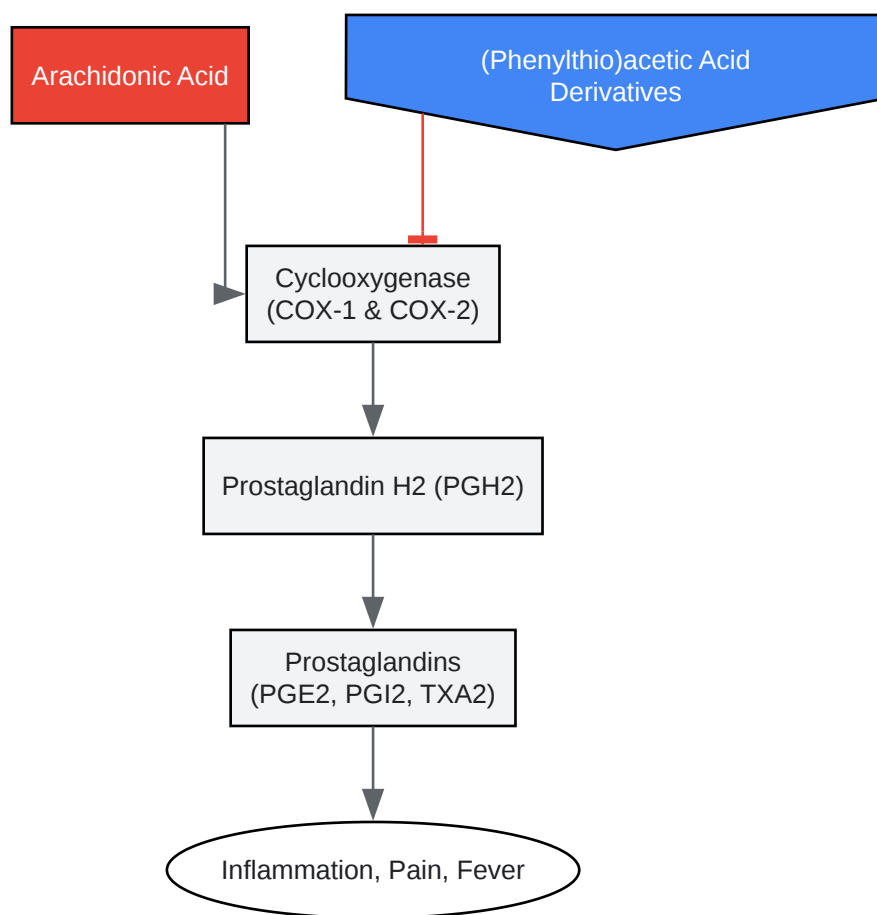 Arachidonic Acid
(Phenylthio)acetic Acid
Derivatives
Cyclooxygenase
(COX-1 & COX-2)
Prostaglandin H2 (PGH2)
Prostaglandins
(PGE2, PGI2, TXA2)
Inflammation, Pain, Fever